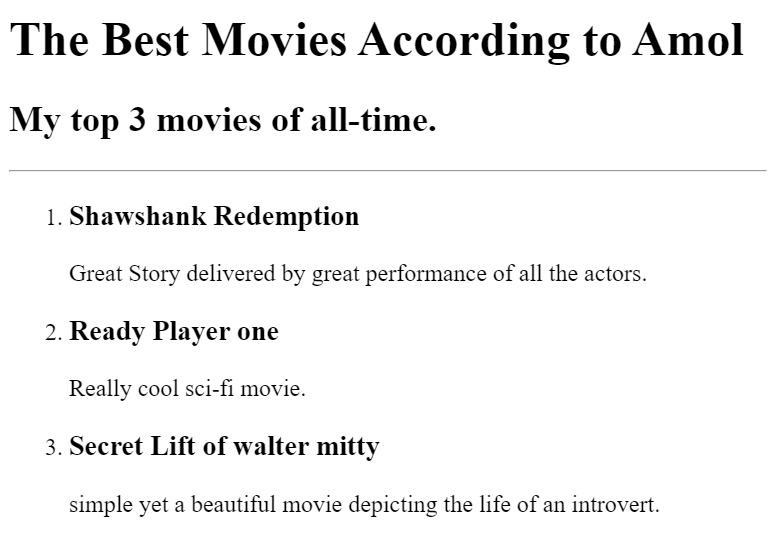 The Best Movies According to Amol
My top 3 movies of all-time.
1. Shawshank Redemption
Great Story delivered by great performance of all the actors.
2. Ready Player one
Really cool sci-fi movie.
3. Secret Lift of walter mitty
simple yet a beautiful movie depicting the life of an introvert.